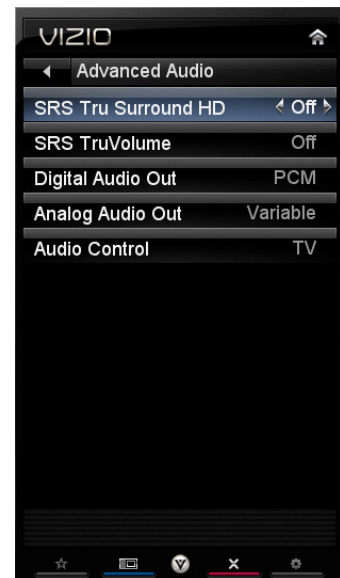 VIZIO
Advanced Audio
SRS Tru Surround HD Off
SRS TruVolume Off
Digital Audio Out PCM
Analog Audio Out Variable
Audio Control TV